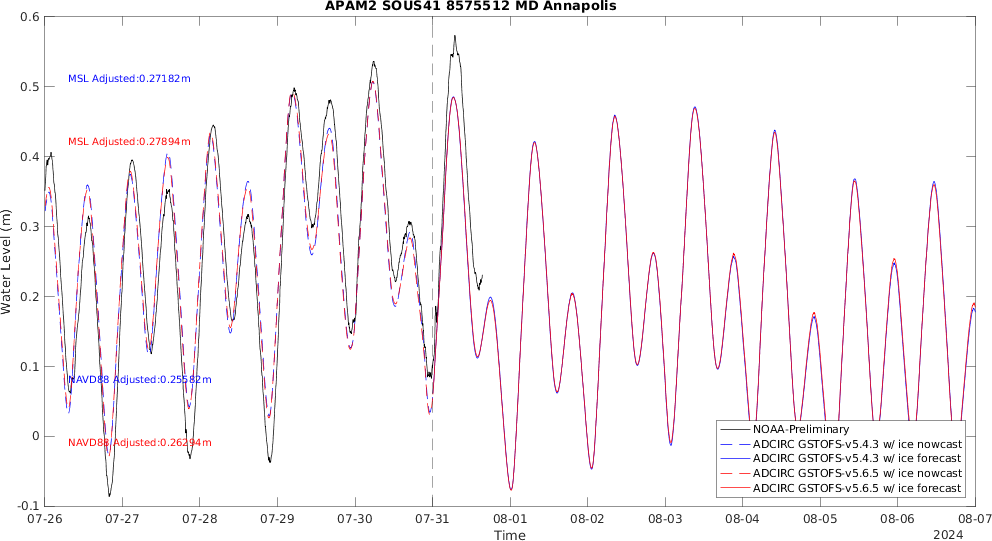 APAM2 SOUS41 8575512 MD Annapolis
0.6
0.5
0.4
0.3
0.2
0.1
0
-0.1
Water Level (m)
MSL Adjusted:0.27182m
MSL Adjusted:0.27894m
NAVD88 Adjusted:0.25582m
NAVD88 Adjusted:0.26294m
NOAA-Preliminary
ADCIRC GSTOFS-v5.4.3 w/ ice nowcast
ADCIRC GSTOFS-v5.4.3 w/ ice forecast
ADCIRC GSTOFS-v5.6.5 w/ ice nowcast
ADCIRC GSTOFS-v5.6.5 w/ ice forecast
07-26 07-27 07-28 07-29 07-30 07-31 08-01 08-02 08-03 08-04 08-05 08-06 08-07
Time
2024